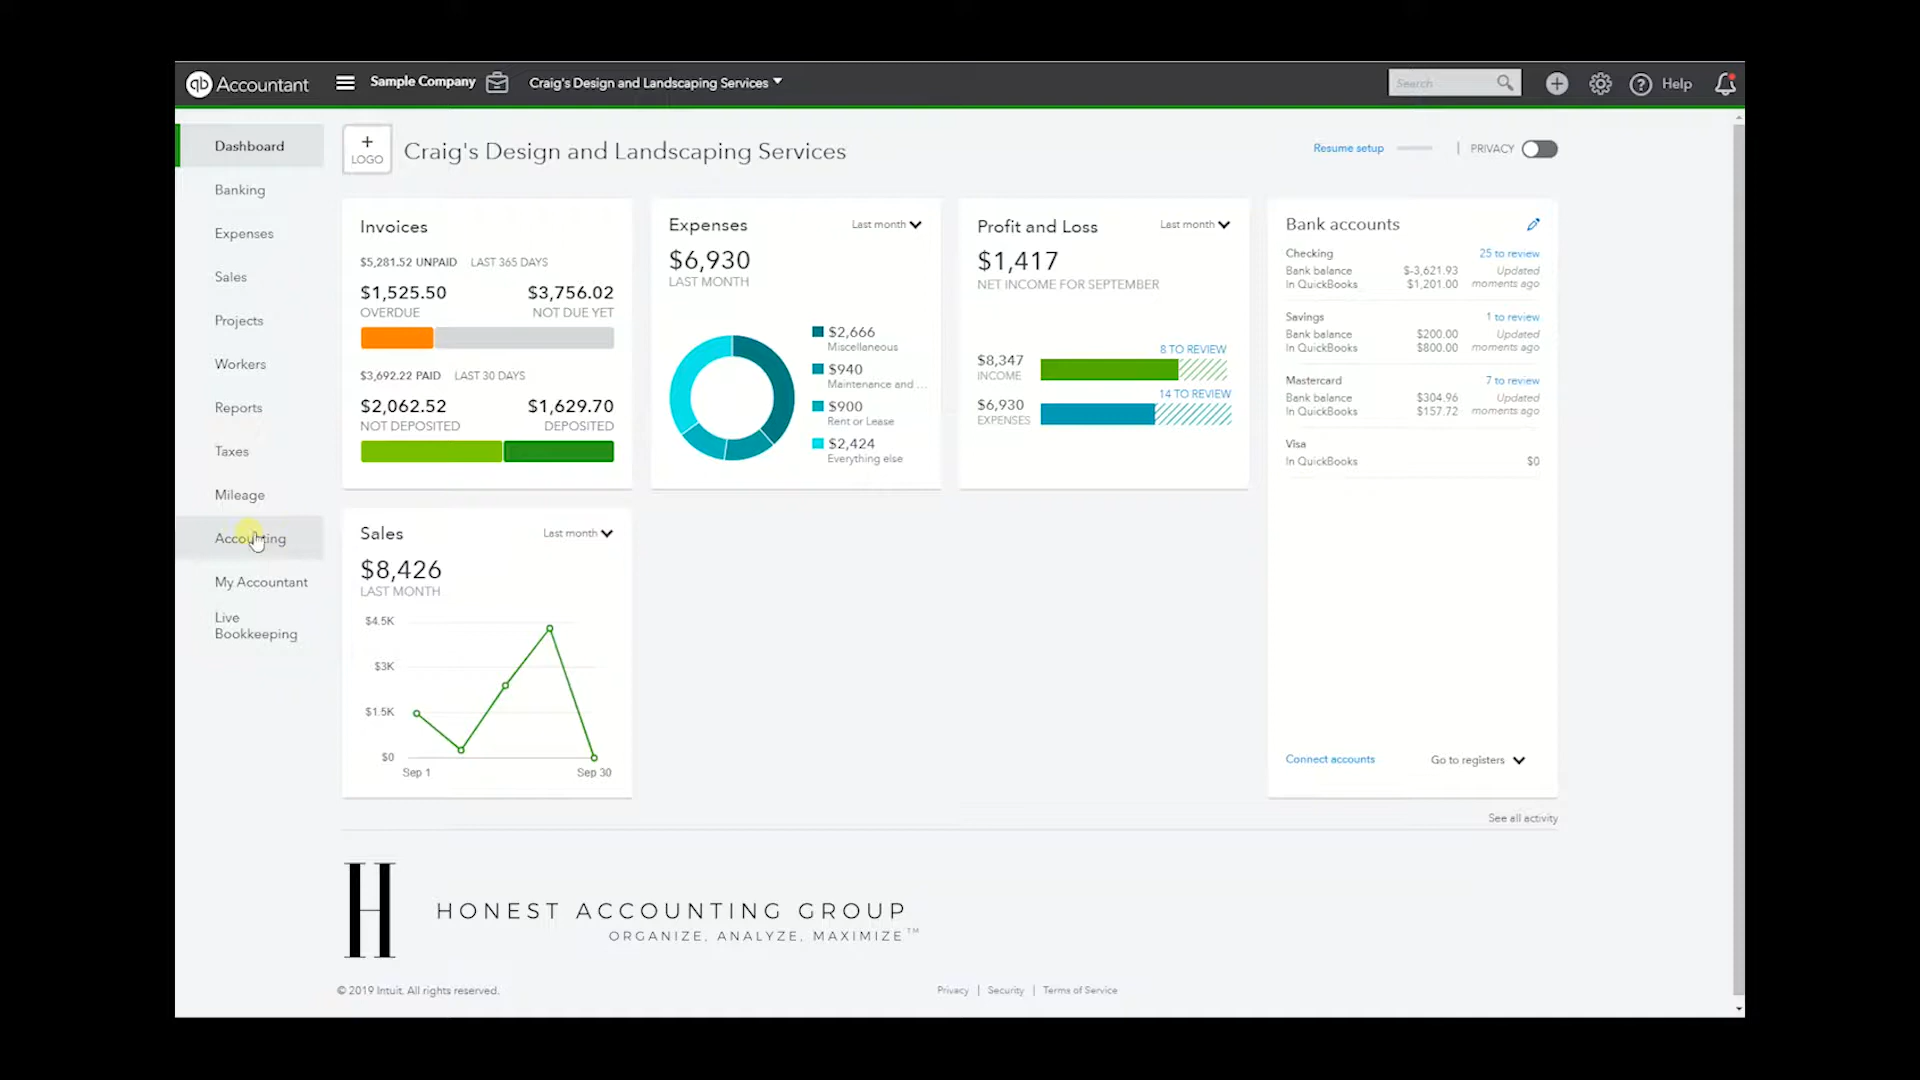 qb Accountant
Sample Company
Craig's Design and Landscaping Services
Search
Help
Dashboard
Banking
Expenses
Sales
Projects
Workers
Reports
Taxes
Mileage
Accounting
My Accountant
Live
Bookkeeping
+
LOGO
Craig's Design and Landscaping Services
Resume setup
PRIVACY
Invoices
$5,281.52 UNPAID LAST 365 DAYS
$1,525.50 $3,756.02
OVERDUE NOT DUE YET
$3,692.22 PAID LAST 30 DAYS
$2,062.52 $1,629.70
NOT DEPOSITED DEPOSITED
Expenses Last month
$6,930
LAST MONTH
$2,666
Miscellaneous
$940
Maintenance and ...
$900
Rent or Lease
$2,424
Everything else
Profit and Loss Last month
$1,417
NET INCOME FOR SEPTEMBER
8 TO REVIEW
$8,347
INCOME
14 TO REVIEW
$6,930
EXPENSES
Bank accounts
Checking 25 to review
Bank balance $-3,621.93 Updated
In QuickBooks $1,201.00 moments ago
Savings 1 to review
Bank balance $200.00 Updated
In QuickBooks $800.00 moments ago
Mastercard 7 to review
Bank balance $304.96 Updated
In QuickBooks $157.72 moments ago
Visa
In QuickBooks $0
Connect accounts Go to registers
Sales Last month
$8,426
LAST MONTH
$4.5K
$3K
$1.5K
$0
Sep 1 Sep 30
See all activity
H
HONEST ACCOUNTING GROUP
ORGANIZE, ANALYZE, MAXIMIZE™
© 2019 Intuit. All rights reserved.
Privacy | Security | Terms of Service